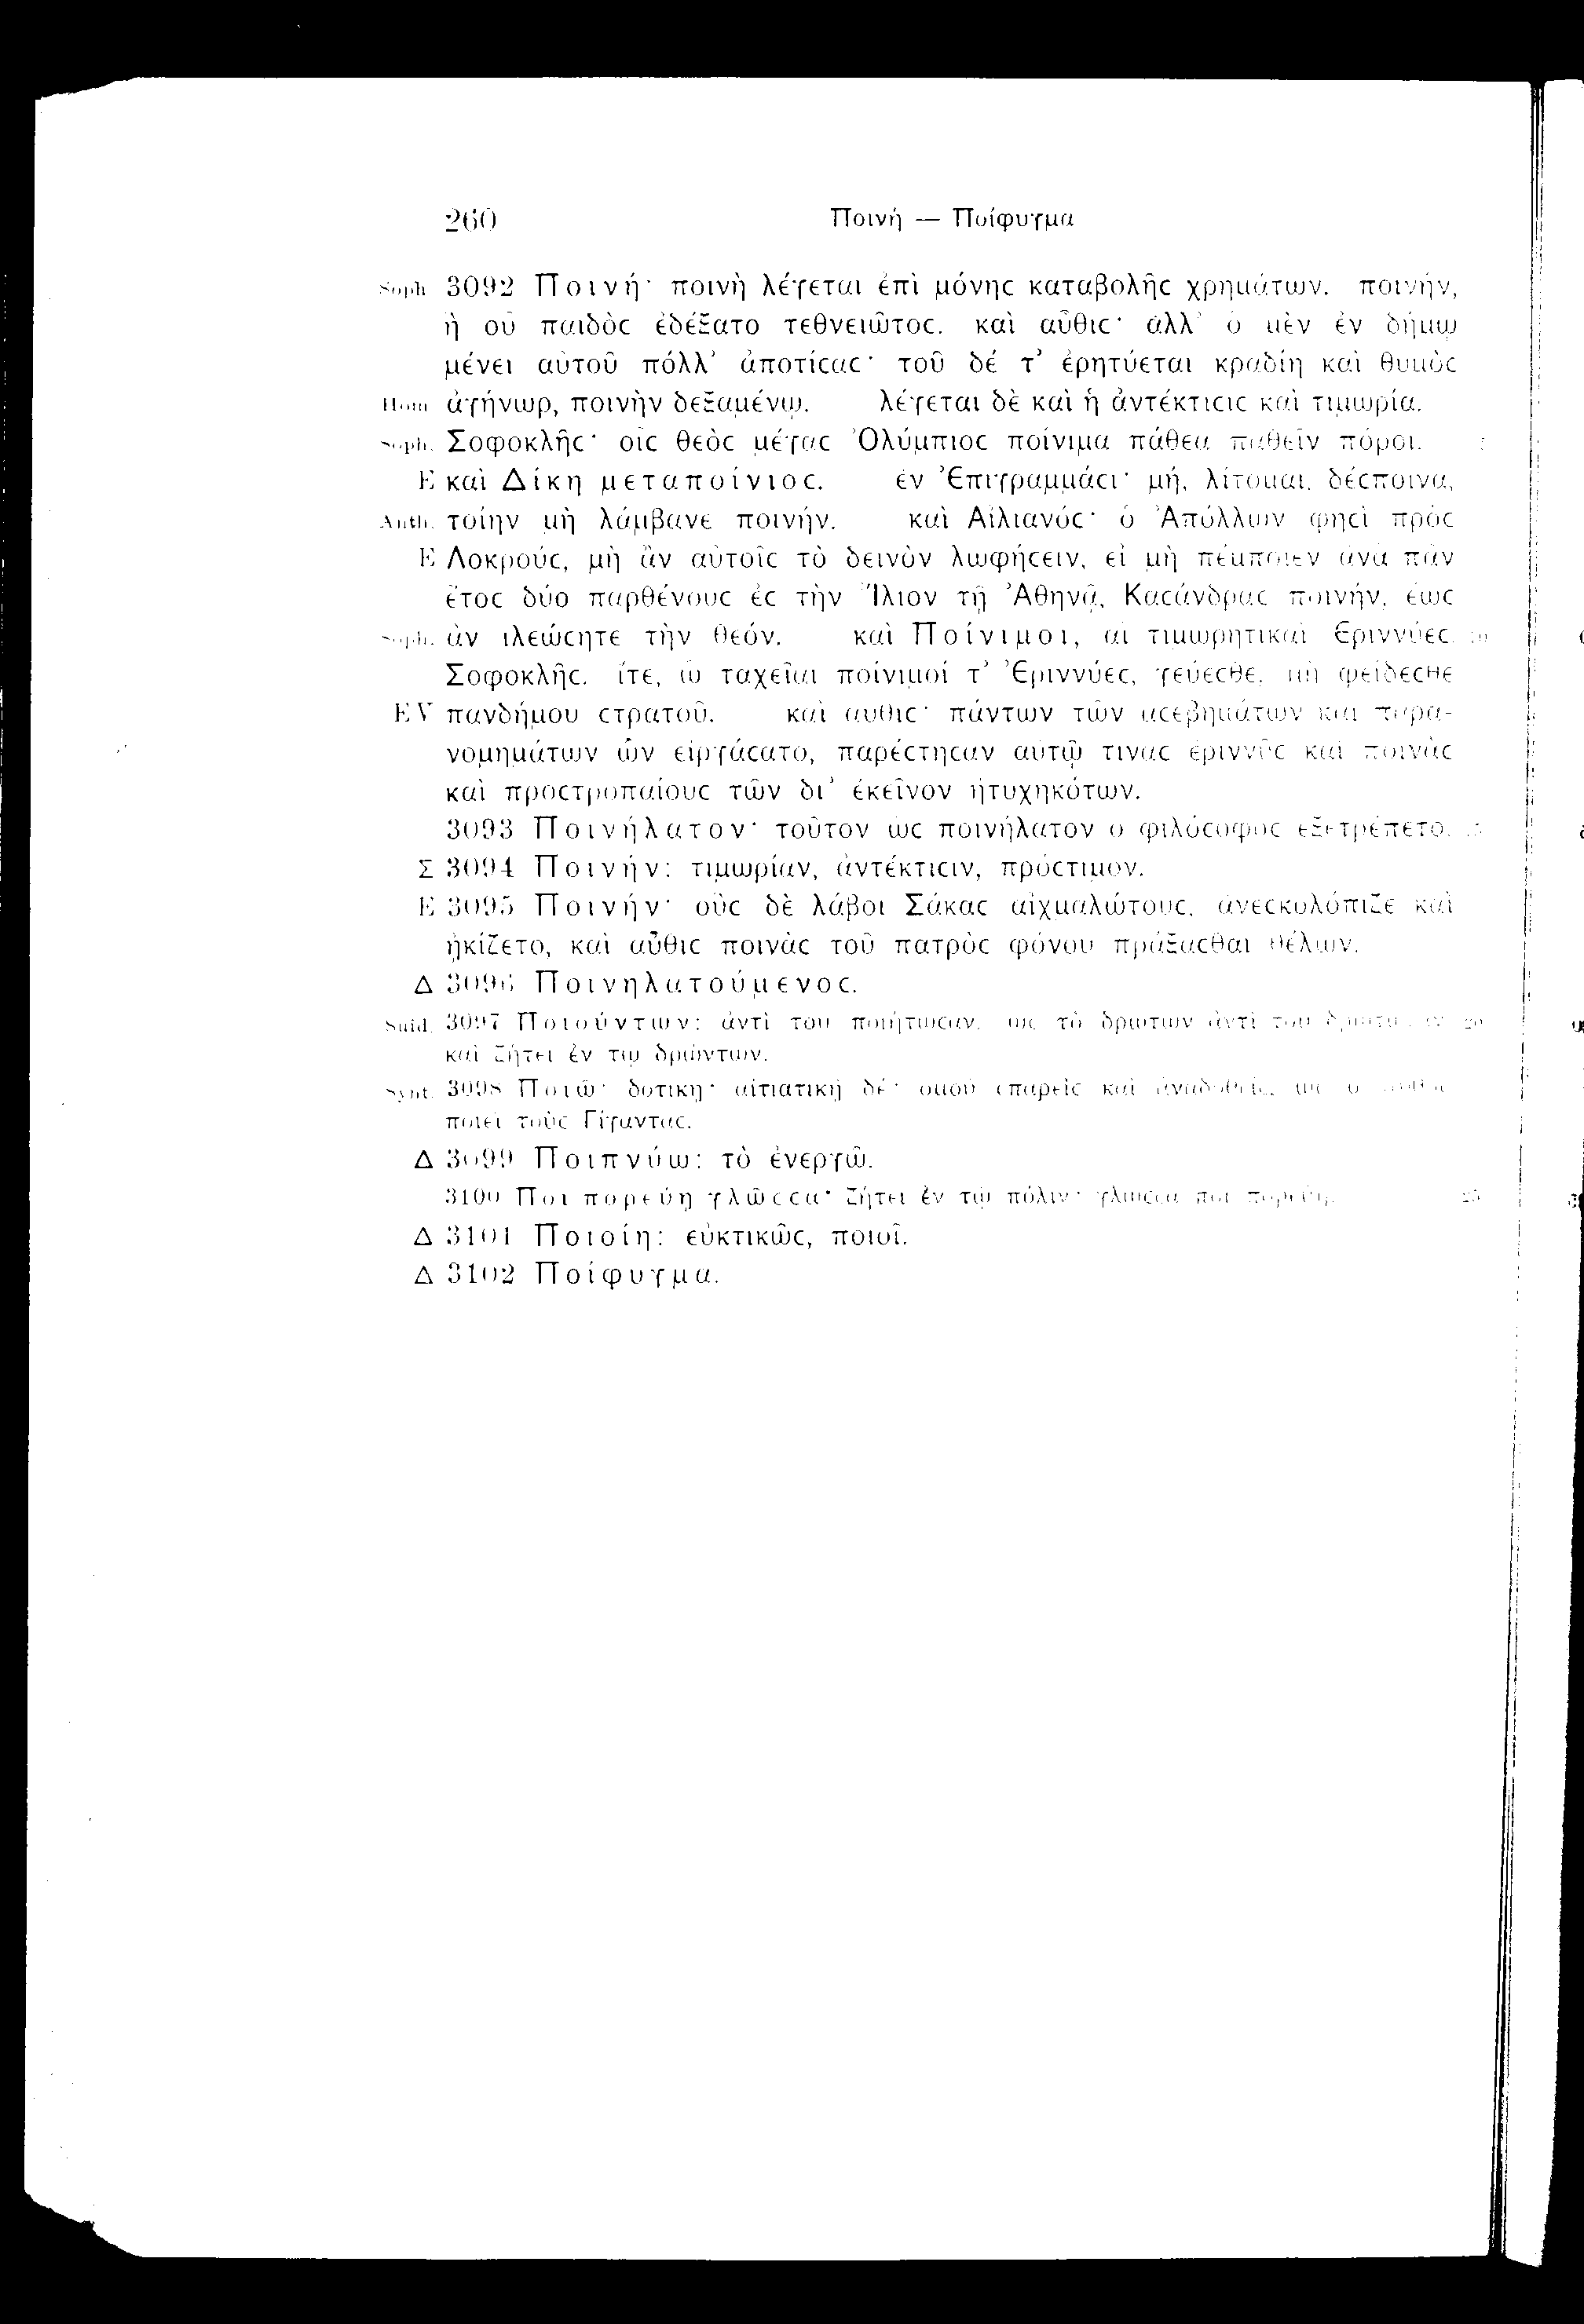 260 Ποινή — Ποίφυγμα
Soph. 3092 Ποινή· ποινὴ λέγεται ἐπὶ μόνης καταβολῆς χρημάτων. ποινήν,
ἢ οὗ παιδὸς ἐδέξατο τεθνειῶτος. καὶ αὖθις· ἀλλ' ὁ μὲν ἐν δήμῳ
μένει αὐτοῦ πόλλ' ἀποτίσας· τοῦ δέ τ' ἐρητύεται κραδίη καὶ θυμὸς
Hom. ἀγήνωρ, ποινὴν δεξαμένῳ. λέγεται δὲ καὶ ἡ ἀντέκτισις καὶ τιμωρία.
Soph. Σοφοκλῆς· οἷς θεὸς μέγας Ὀλύμπιος ποίνιμα πάθεα παθεῖν πόροι. 5
E καὶ Δίκη μεταποίνιος. ἐν Ἐπιγραμμάσι· μή, λίτομαι, δέσποινα,
Anth. τοίην μὴ λάμβανε ποινήν. καὶ Αἰλιανός· ὁ Ἀπόλλων φησὶ πρὸς
E Λοκρούς, μὴ ἂν αὐτοῖς τὸ δεινὸν λωφήσειν, εἰ μὴ πέμποιεν ἀνὰ πᾶν
ἔτος δύο παρθένους ἐς τὴν Ἴλιον τῇ Ἀθηνᾷ, Κασάνδρας ποινήν, ἕως
Soph. ἂν ἱλεώσητε τὴν θεόν. καὶ Ποίνιμοι, αἱ τιμωρητικαὶ Ἐριννύες. 10
Σοφοκλῆς. ἴτε, ὦ ταχεῖαι ποίνιμοί τ' Ἐριννύες, γεύεσθε, μὴ φείδεσθε
EV πανδήμου στρατοῦ. καὶ αὖθις· πάντων τῶν ἀσεβημάτων καὶ παρα-
νομημάτων ὧν εἰργάσατο, παρέστησαν αὐτῷ τινας ἐριννῦς καὶ ποινὰς
καὶ προστροπαίους τῶν δι' ἐκεῖνον ἠτυχηκότων.
3093 Ποινήλατον· τοῦτον ὡς ποινήλατον ὁ φιλόσοφος ἐξετρέπετο. 15
Σ 3094 Ποινήν: τιμωρίαν, ἀντέκτισιν, πρόστιμον.
E 3095 Ποινήν· οὓς δὲ λάβοι Σάκας αἰχμαλώτους, ἀνεσκολόπιζε καὶ
ᾐκίζετο, καὶ αὖθις ποινὰς τοῦ πατρὸς φόνου πράξασθαι θέλων.
Δ 3096 Ποινηλατούμενος.
Suid. 3097 Ποιούντων: ἀντὶ τοῦ ποιήτωσαν, ὡς τὸ δρώντων ἀντὶ τοῦ 20
καὶ ζήτει ἐν τῷ δρώντων.
Synt. 3098 Ποιῶ· δοτικῇ· αἰτιατικῇ δέ· ὁμοῦ ἐπαρεὶς καὶ
ποιεῖ τοὺς Γίγαντας.
Δ 3099 Ποιπνύω: τὸ ἐνεργῶ.
3100 Ποῖ πορεύῃ γλῶσσα· ζήτει ἐν τῷ πόλιν· γλῶσσα ποῖ πορεύῃ. 25
Δ 3101 Ποιοίη: εὐκτικῶς, ποιοῖ.
Δ 3102 Ποίφυγμα.